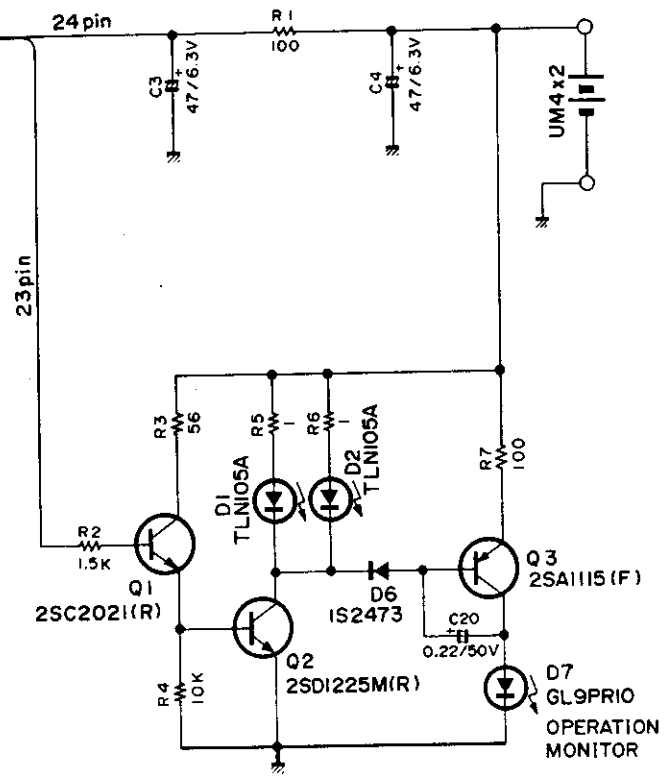 24pin
R1
100
C3
+
47/6.3V
C4
+
47/6.3V
UM4x2
23pin
R3
56
R5
1
R6
1
D1
TLN105A
D2
TLN105A
R7
100
R2
1.5K
Q1
2SC2021(R)
Q3
2SA1115(F)
D6
1S2473
+
C20
0.22/50V
R4
10K
Q2
2SD1225M(R)
D7
GL9PR10
OPERATION
MONITOR